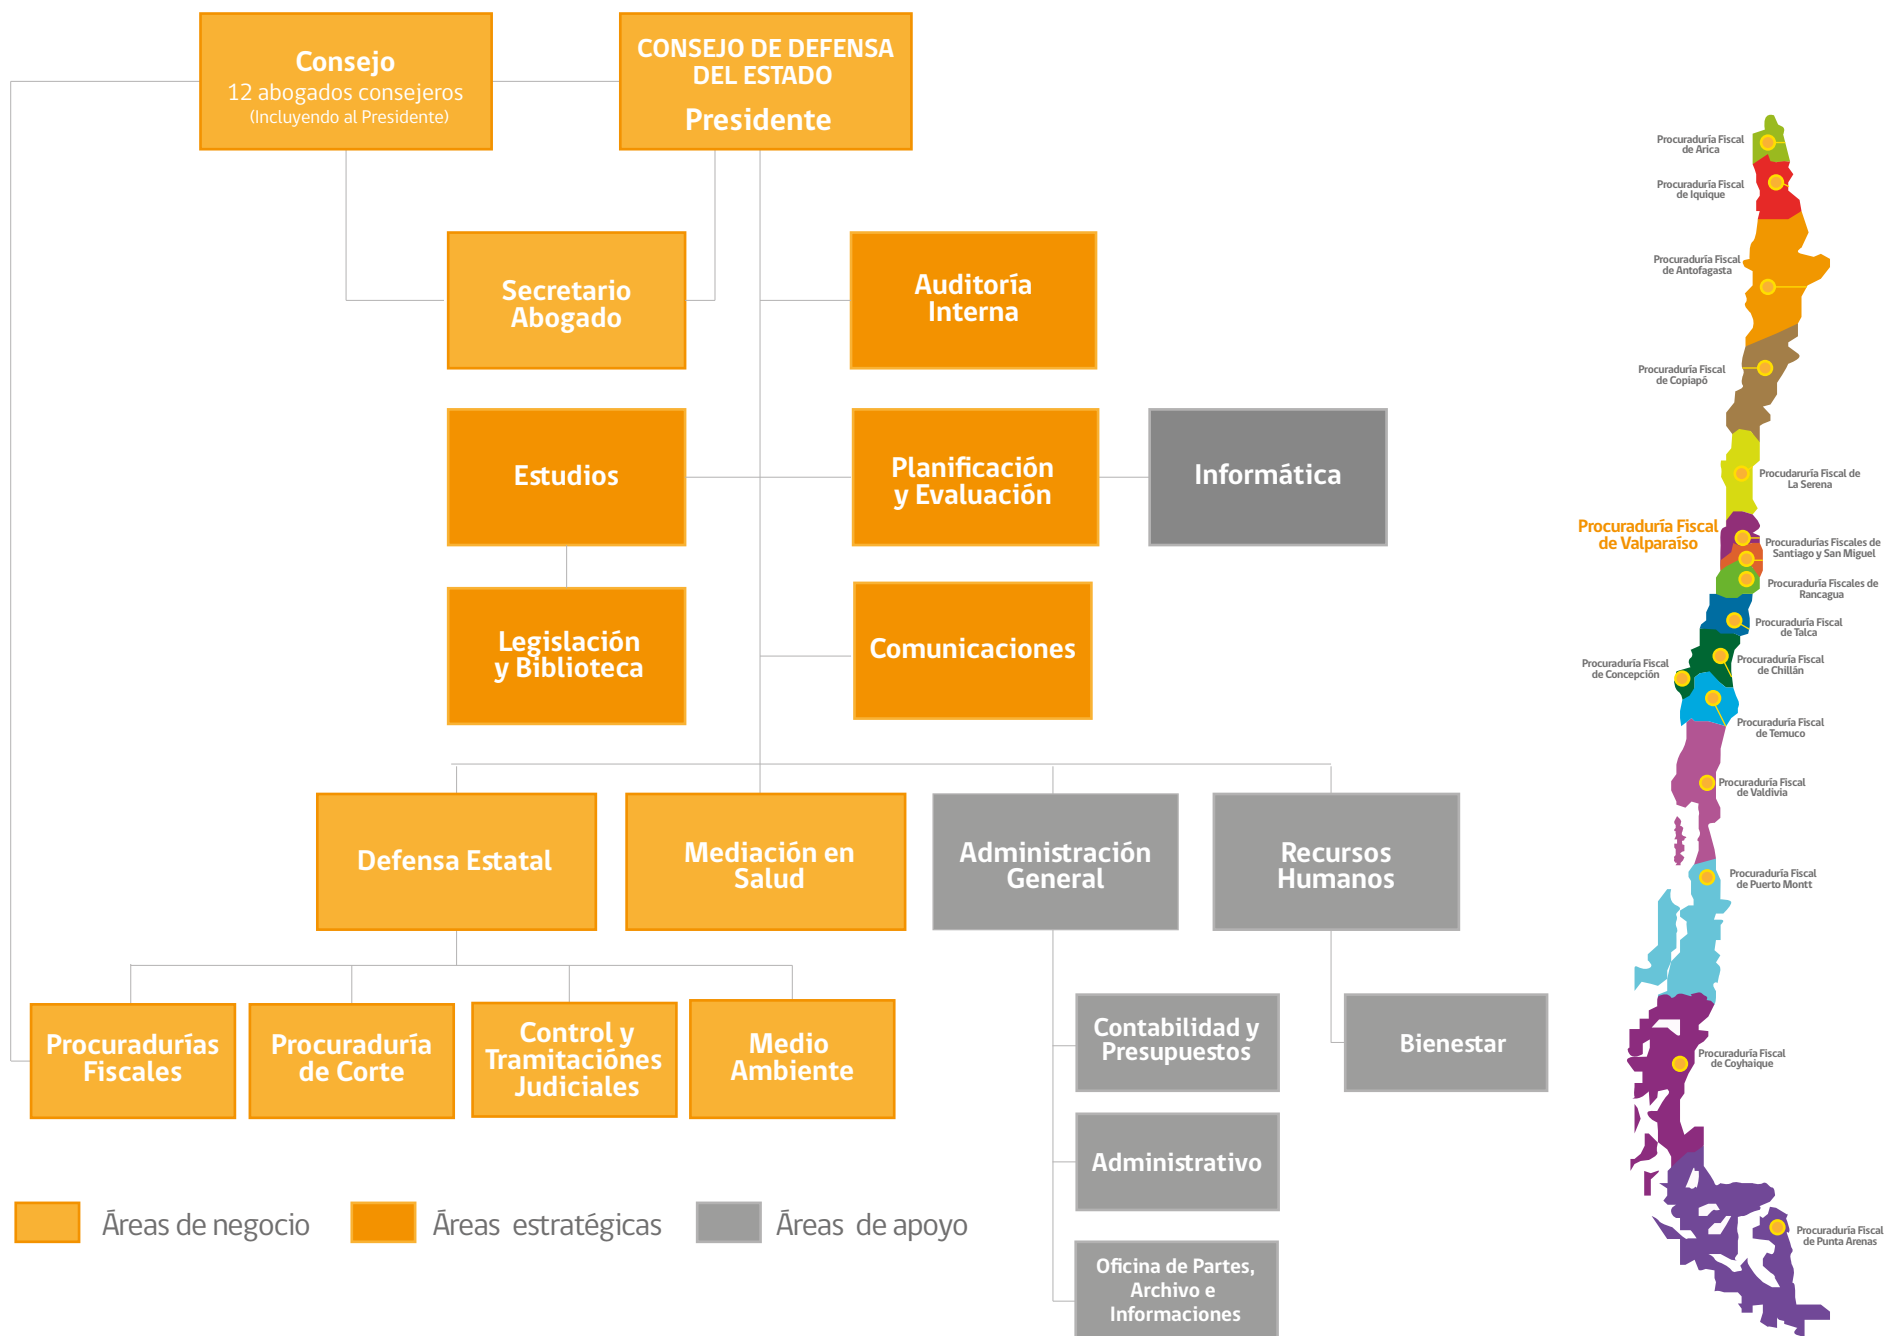 Consejo
12 abogados consejeros
(Incluyendo al Presidente)
CONSEJO DE DEFENSA
DEL ESTADO
Presidente
Secretario
Abogado
Auditoría
Interna
Estudios
Planificación
y Evaluación
Informática
Legislación
y Biblioteca
Comunicaciones
Defensa Estatal
Mediación en
Salud
Administración
General
Recursos
Humanos
Procuradurías
Fiscales
Procuraduría
de Corte
Control y
Tramitaciónes
Judiciales
Medio
Ambiente
Contabilidad y
Presupuestos
Bienestar
Administrativo
Oficina de Partes,
Archivo e
Informaciones
Áreas de negocio
Áreas estratégicas
Áreas de apoyo
Procuraduría Fiscal
de Arica
Procuraduría Fiscal
de Iquique
Procuraduría Fiscal
de Antofagasta
Procuraduría Fiscal
de Copiapó
Procudaruría Fiscal de
La Serena
Procuraduría Fiscal
de Valparaíso
Procuradurías Fiscales de
Santiago y San Miguel
Procuraduría Fiscales de
Rancagua
Procuraduría Fiscal
de Talca
Procuraduría Fiscal
de Chillán
Procuraduría Fiscal
de Concepción
Procuraduría Fiscal
de Temuco
Procuraduría Fiscal
de Valdivia
Procuraduría Fiscal
de Puerto Montt
Procuraduría Fiscal
de Coyhaique
Procuraduría Fiscal
de Punta Arenas